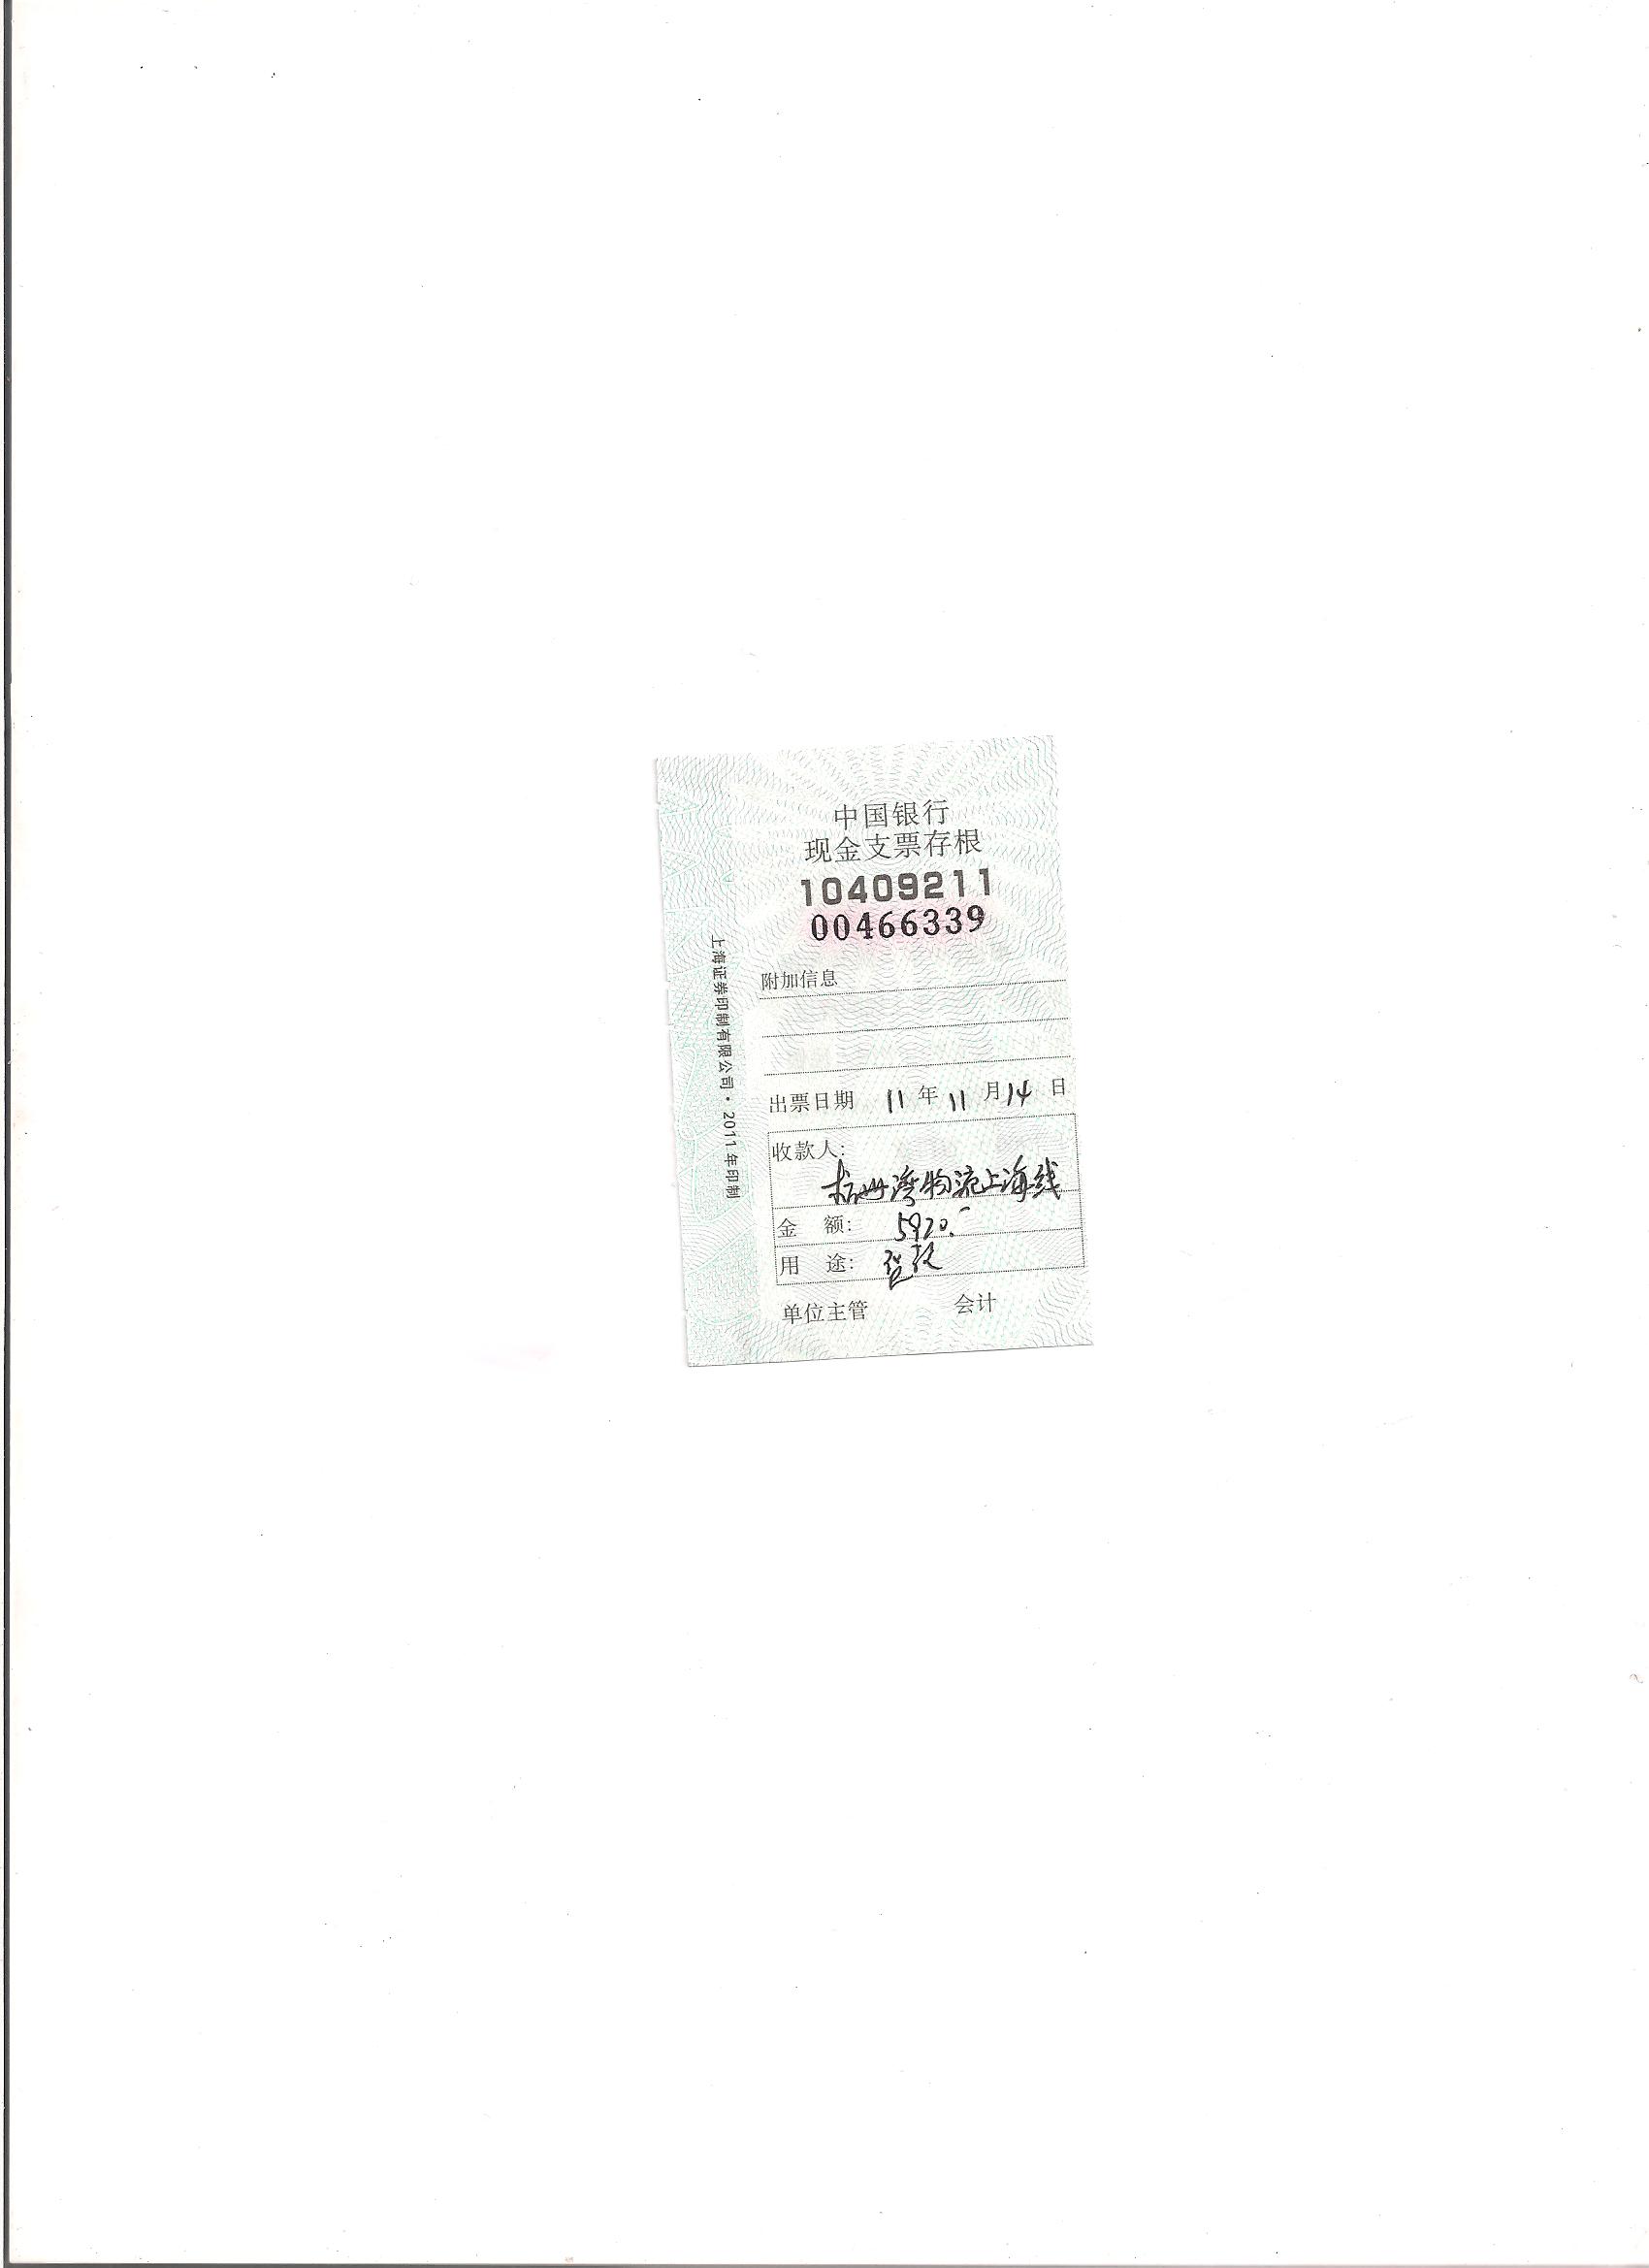 中国银行
现金支票存根
10409211
00466339
附加信息
出票日期 11 年 11 月 14 日
收款人:
杭州湾物流上海线
金 额: 5920.-
用 途: 货款
单位主管 会计
上海证券印制有限公司·2011年印制